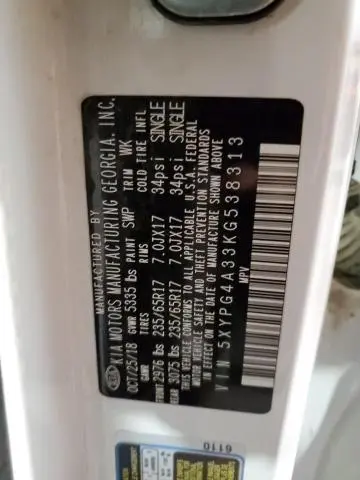 MANUFACTURED BY
KIA MOTORS MANUFACTURING GEORGIA. INC.
OCT/25/18 GVWR 5335 lbs PAINT SWP TRIM WK
GAWR TIRES RIMS COLD TIRE INFL
FRONT 2976 lbs 235/65R17 7.0JX17 34psi SINGLE
REAR 3075 lbs 235/65R17 7.0JX17 34psi SINGLE
THIS VEHICLE CONFORMS TO ALL APPLICABLE U.S.A. FEDERAL
VEHICLE SAFETY AND THEFT PREVENTION STANDARDS
IN EFFECT ON THE DATE OF MANUFACTURE SHOWN ABOVE
V I N 5XYPG4A33KG538313
MPV
6110